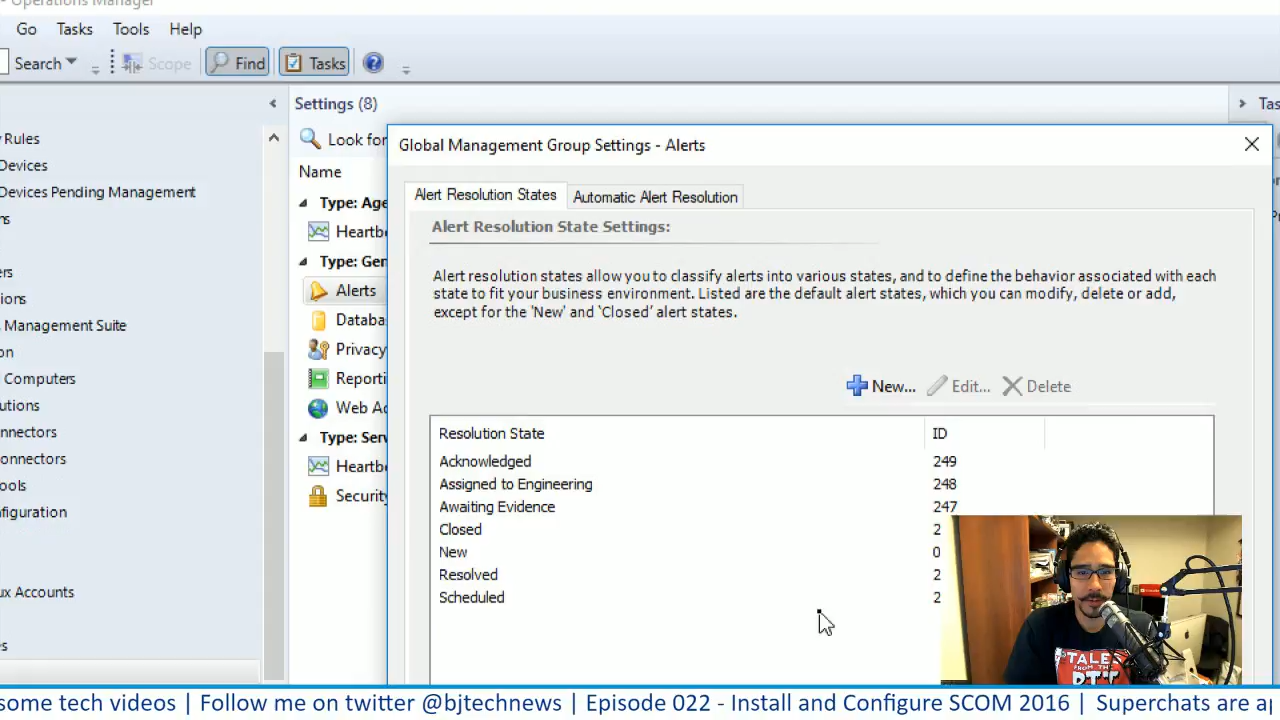 - Operations Manager
Go Tasks Tools Help
Search Scope Find Tasks
Rules
Devices
Devices Pending Management
Management Suite
Computers
Accounts
Settings (8)
Look for
Name
Type: Age
Heartbe
Type: Gen
Alerts
Databa
Privacy
Reporti
Web Ac
Type: Serv
Heartbe
Security
Tas
Global Management Group Settings - Alerts
Alert Resolution States Automatic Alert Resolution
Alert Resolution State Settings:
Alert resolution states allow you to classify alerts into various states, and to define the behavior associated with each
state to fit your business environment. Listed are the default alert states, which you can modify, delete or add,
except for the 'New' and 'Closed' alert states.
New... Edit... Delete
Resolution State ID
Acknowledged 249
Assigned to Engineering 248
Awaiting Evidence 247
Closed 2
New 0
Resolved 2
Scheduled 2
TALES
FROM THE
some tech videos | Follow me on twitter @bjtechnews | Episode 022 - Install and Configure SCOM 2016 | Superchats are ap